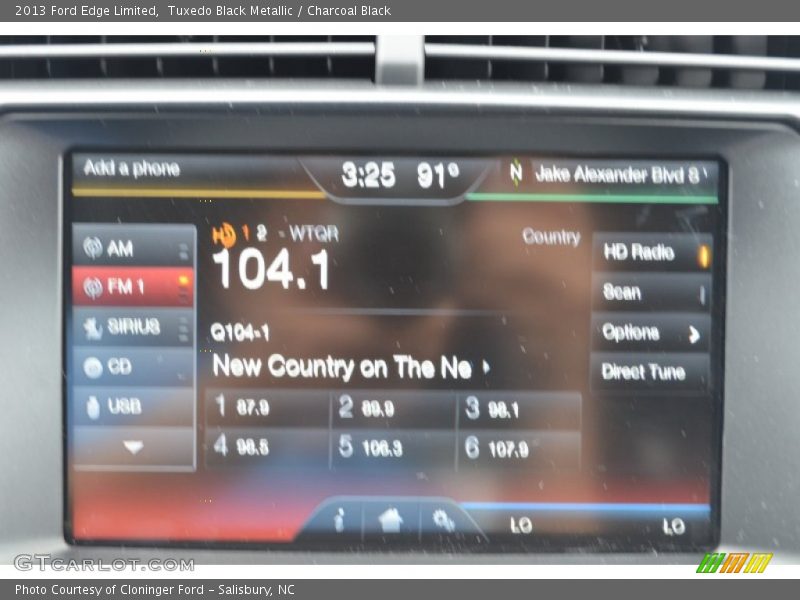 2013 Ford Edge Limited, Tuxedo Black Metallic / Charcoal Black
Add a phone
3:25 91°
N Jake Alexander Blvd S
AM
FM 1
SIRIUS
CD
USB
HD 1 2 - WTQR
104.1
Country
Q104-1
New Country on The Ne
1 87.9
2 89.9
3 98.1
4 98.5
5 106.3
6 107.9
HD Radio
Scan
Options
Direct Tune
i
LO
LO
GTCARLOT.COM
Photo Courtesy of Cloninger Ford – Salisbury, NC